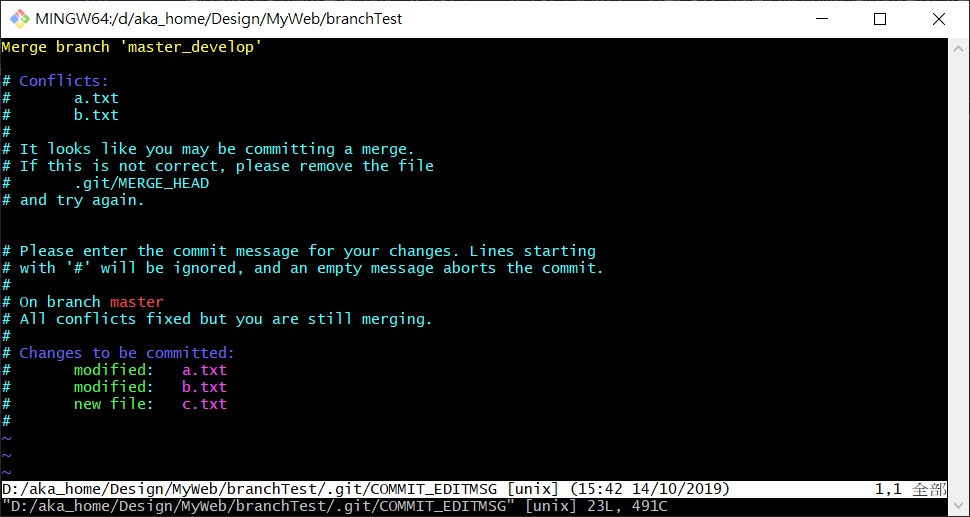 MINGW64:/d/aka_home/Design/MyWeb/branchTest
Merge branch 'master_develop'
# Conflicts:
#       a.txt
#       b.txt
#
# It looks like you may be committing a merge.
# If this is not correct, please remove the file
#       .git/MERGE_HEAD
# and try again.
# Please enter the commit message for your changes. Lines starting
# with '#' will be ignored, and an empty message aborts the commit.
#
# On branch master
# All conflicts fixed but you are still merging.
#
# Changes to be committed:
#       modified:   a.txt
#       modified:   b.txt
#       new file:   c.txt
#
~
~
~
D:/aka_home/Design/MyWeb/branchTest/.git/COMMIT_EDITMSG [unix] (15:42 14/10/2019) 1,1 全部
"D:/aka_home/Design/MyWeb/branchTest/.git/COMMIT_EDITMSG" [unix] 23L, 491C